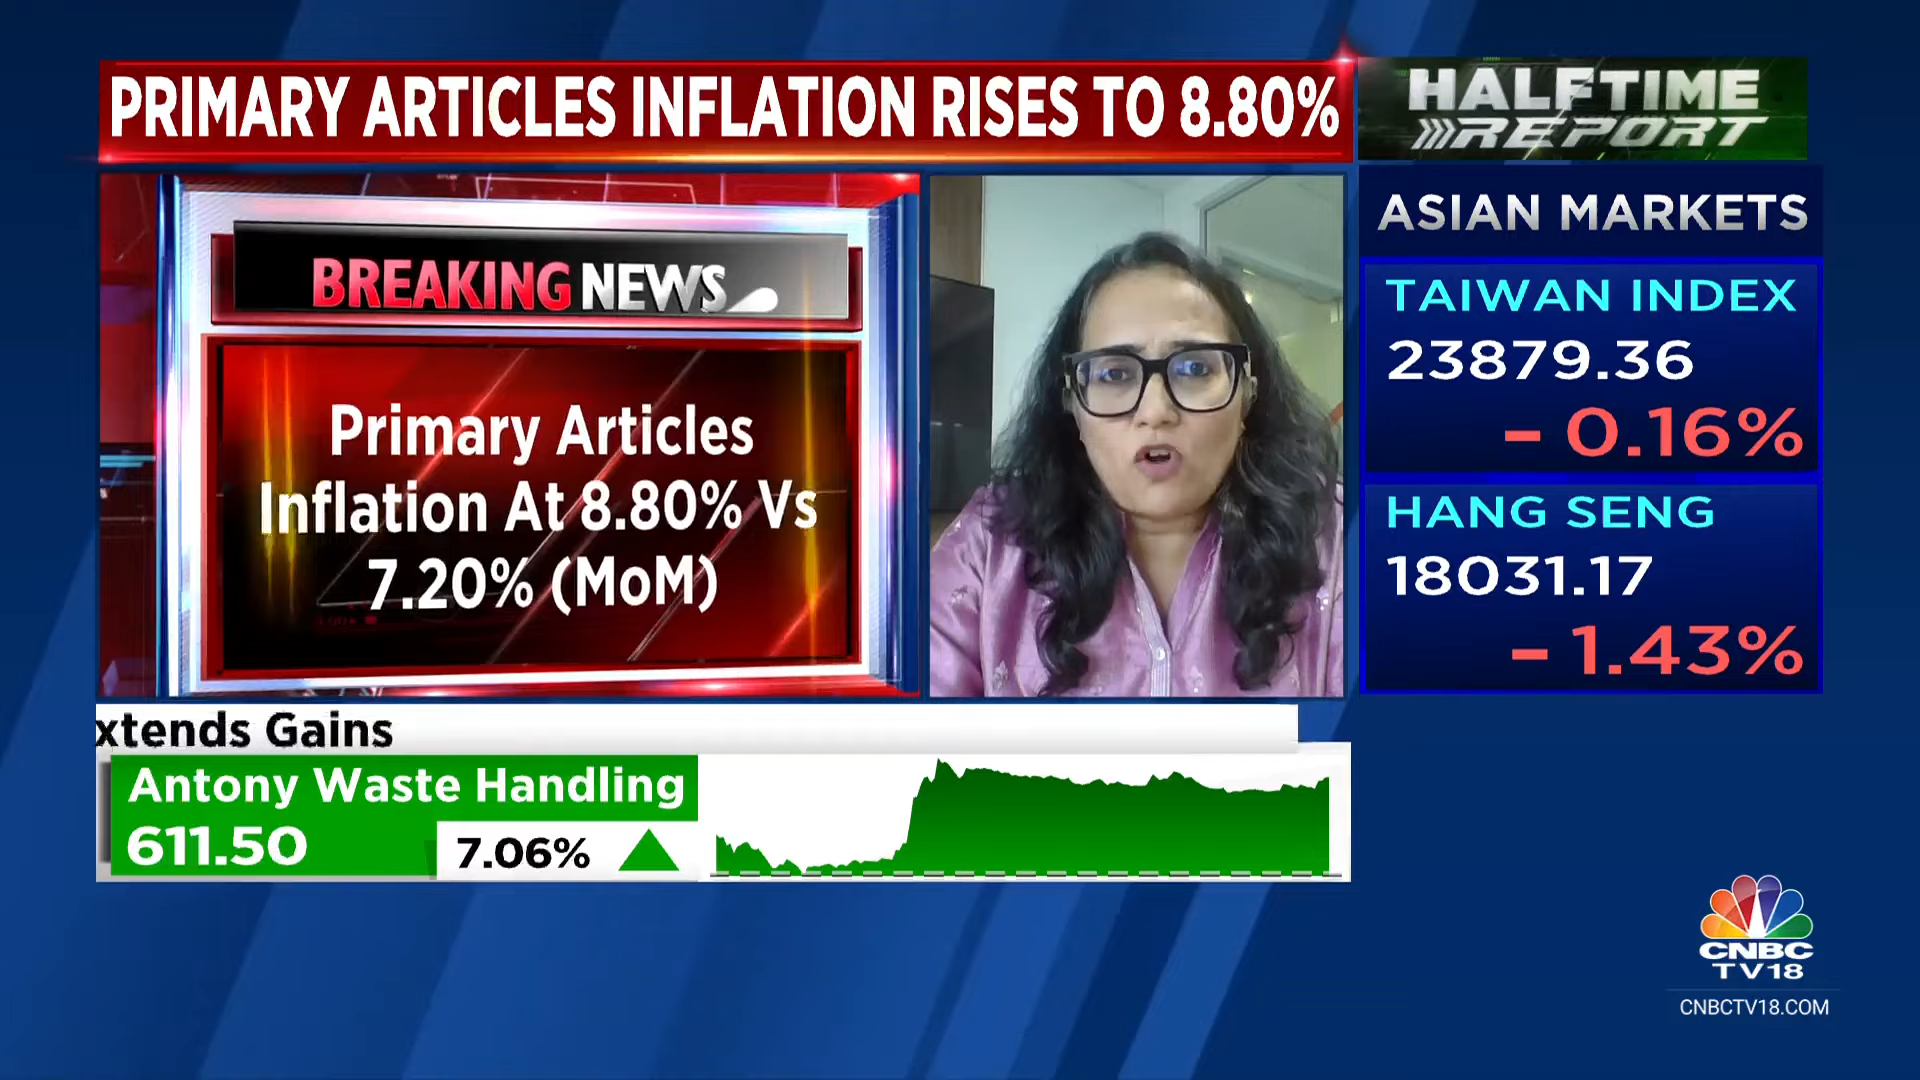 PRIMARY ARTICLES INFLATION RISES TO 8.80%
HALFTIME
REPORT
BREAKING NEWS
Primary Articles
Inflation At 8.80% Vs
7.20% (MoM)
ASIAN MARKETS
TAIWAN INDEX
23879.36
– 0.16%
HANG SENG
18031.17
– 1.43%
xtends Gains
Antony Waste Handling
611.50
7.06%
CNBC
TV18
CNBCTV18.COM